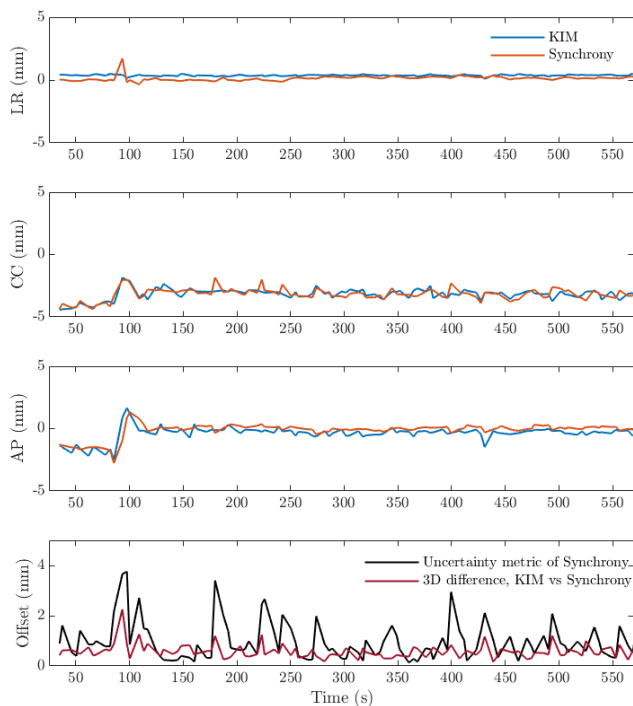 5
KIM
Synchrony
LR (mm)
0
-5
50 100 150 200 250 300 350 400 450 500 550
5
CC (mm)
0
-5
50 100 150 200 250 300 350 400 450 500 550
5
AP (mm)
0
-5
50 100 150 200 250 300 350 400 450 500 550
Uncertainty metric of Synchrony
3D difference, KIM vs Synchrony
4
Offset (mm)
2
0
50 100 150 200 250 300 350 400 450 500 550
Time (s)